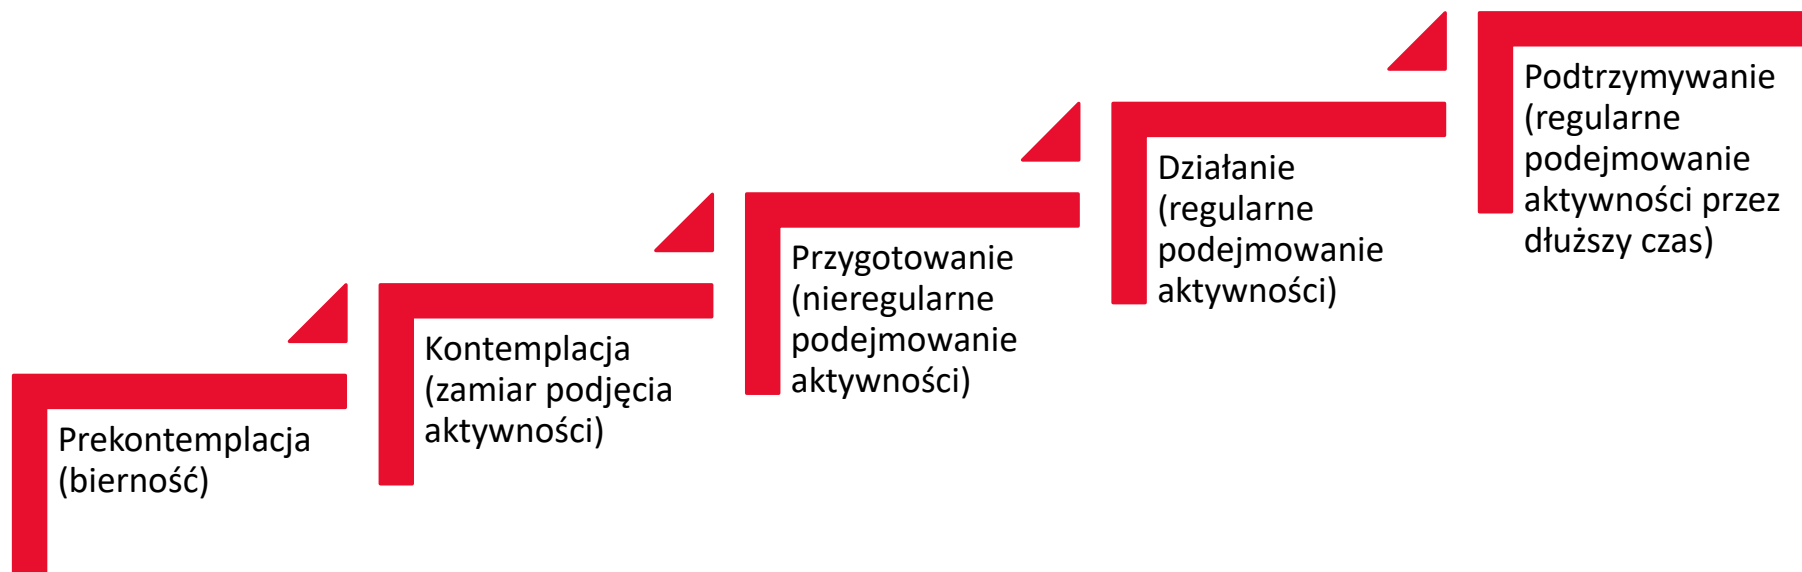 Prekontemplacja
(bierność)
Kontemplacja
(zamiar podjęcia
aktywności)
Przygotowanie
(nieregularne
podejmowanie
aktywności)
Działanie
(regularne
podejmowanie
aktywności)
Podtrzymywanie
(regularne
podejmowanie
aktywności przez
dłuższy czas)